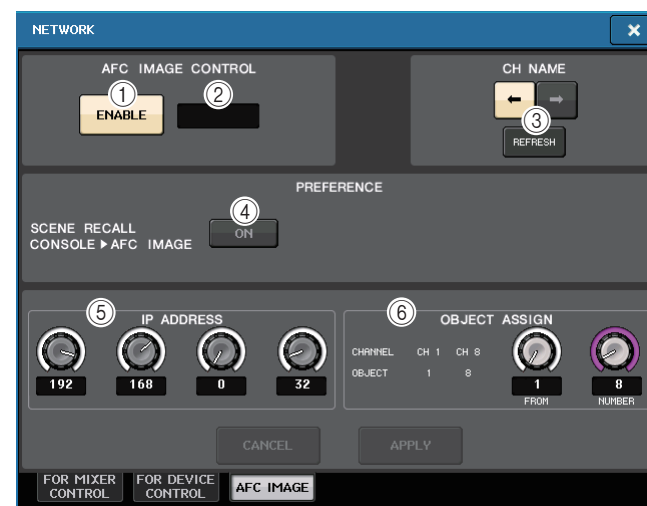 NETWORK
×
AFC IMAGE CONTROL
① ②
ENABLE
CH NAME
← →
③
REFRESH
PREFERENCE
④
SCENE RECALL
CONSOLE ▶ AFC IMAGE
ON
⑤ IP ADDRESS
192 168 0 32
⑥ OBJECT ASSIGN
CHANNEL CH 1 CH 8
OBJECT 1 8
1 8
FROM NUMBER
CANCEL APPLY
FOR MIXER CONTROL
FOR DEVICE CONTROL
AFC IMAGE